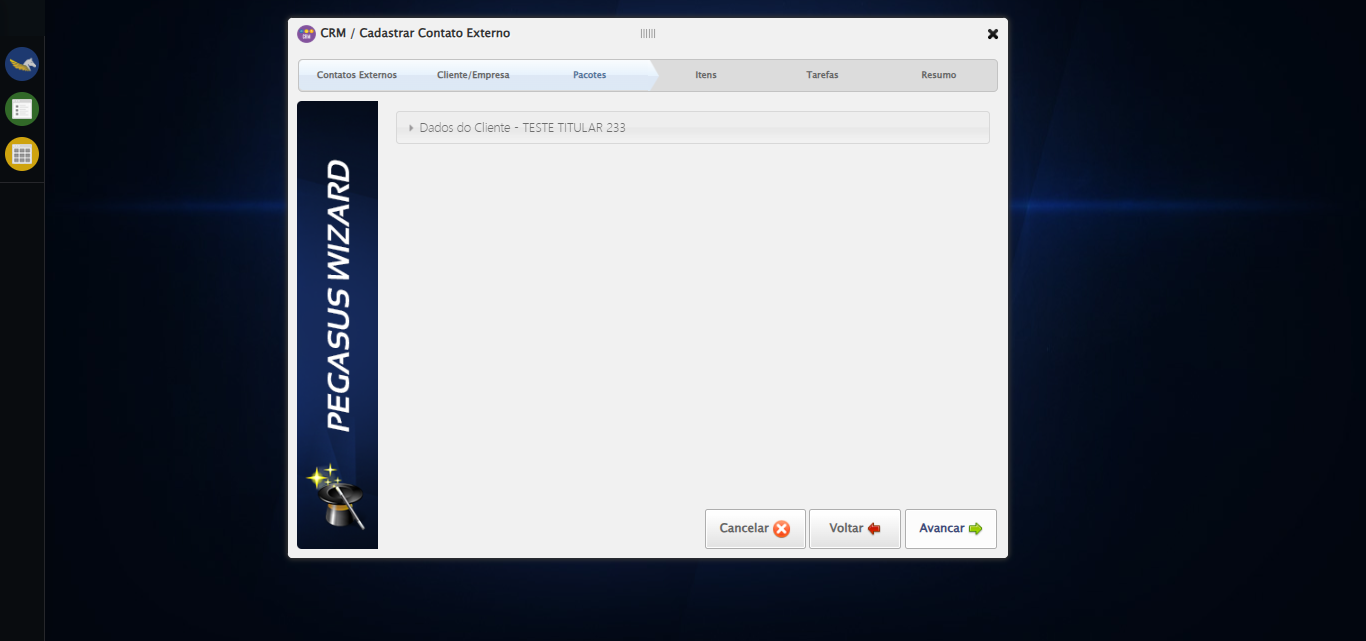 CRM / Cadastrar Contato Externo
Contatos Externos
Cliente/Empresa
Pacotes
Itens
Tarefas
Resumo
Dados do Cliente - TESTE TITULAR 233
PEGASUS WIZARD
Cancelar
Voltar
Avancar